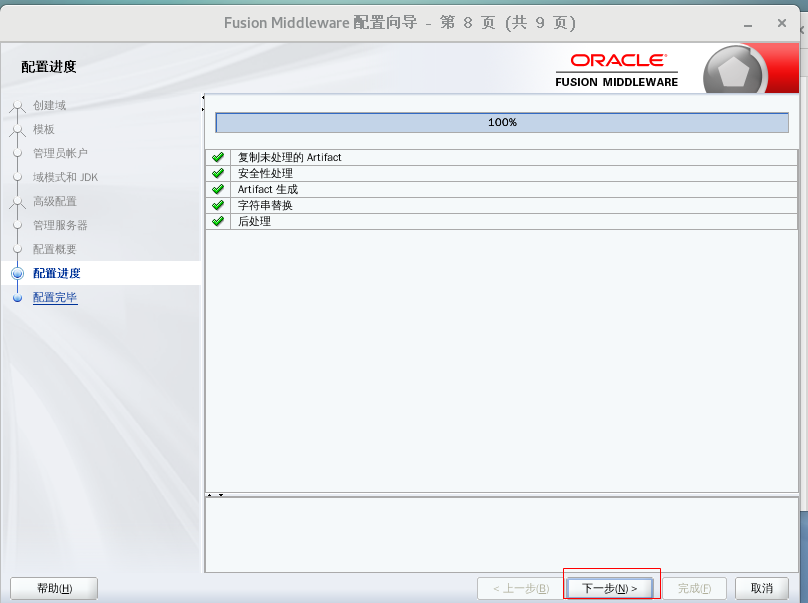 Fusion Middleware 配置向导 - 第 8 页 (共 9 页)
配置进度
ORACLE
FUSION MIDDLEWARE
创建域
模板
管理员帐户
域模式和 JDK
高级配置
管理服务器
配置概要
配置进度
配置完毕
100%
复制未处理的 Artifact
安全性处理
Artifact 生成
字符串替换
后处理
帮助(H)
< 上一步(B)
下一步(N) >
完成(F)
取消